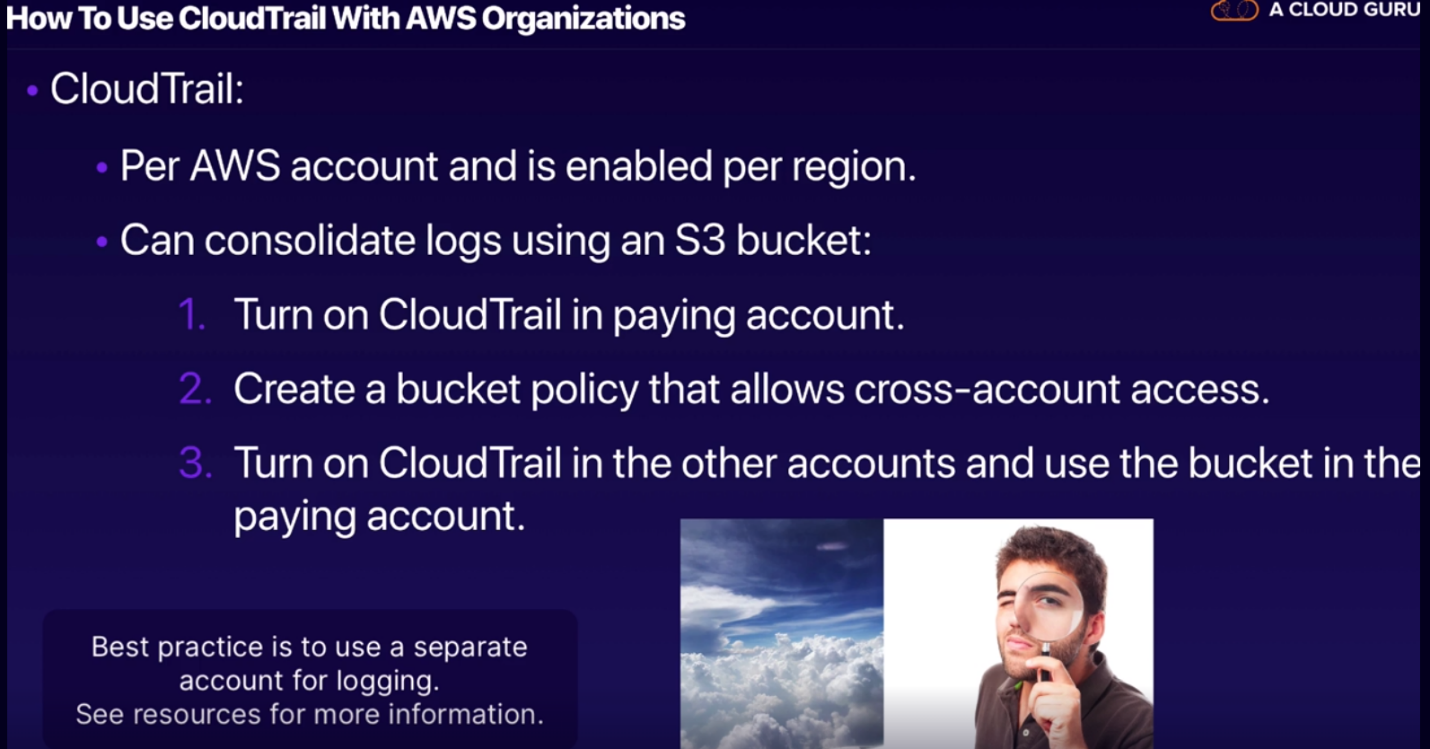 How To Use CloudTrail With AWS Organizations
A CLOUD GURU
• CloudTrail:
• Per AWS account and is enabled per region.
• Can consolidate logs using an S3 bucket:
1. Turn on CloudTrail in paying account.
2. Create a bucket policy that allows cross-account access.
3. Turn on CloudTrail in the other accounts and use the bucket in the
paying account.
Best practice is to use a separate
account for logging.
See resources for more information.